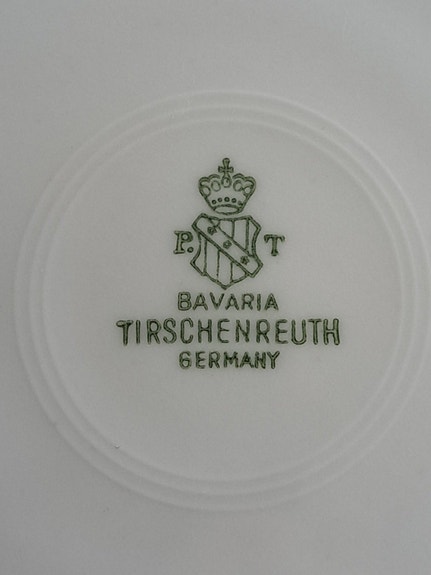 P. T
BAVARIA
TIRSCHENREUTH
GERMANY